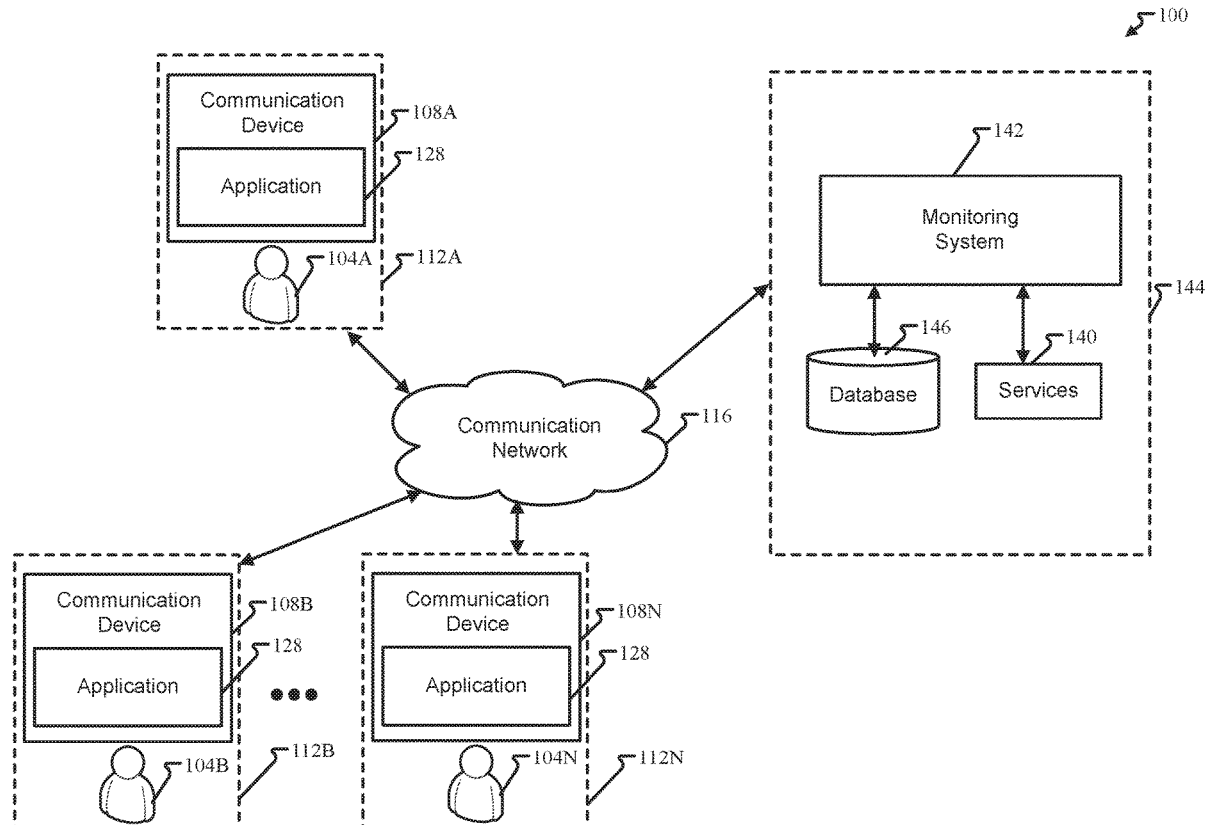 100
Communication
Device
108A
Application
128
104A
112A
142
Monitoring
System
144
146
140
Database
Services
Communication
Network
116
Communication
Device
108B
Application
128
104B
112B
Communication
Device
108N
Application
128
104N
112N